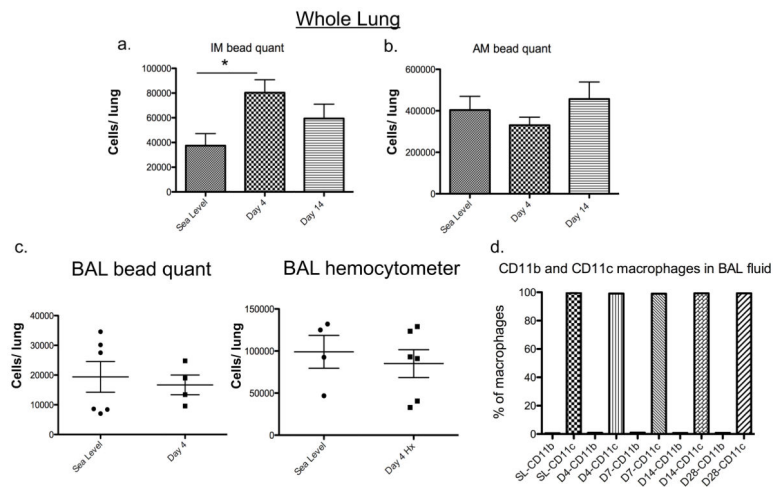 Whole Lung
a.
IM bead quant
Cells/ lung
100000
80000
60000
40000
20000
0
*
Sea Level
Day 4
Day 14
b.
AM bead quant
Cells/ lung
600000
400000
200000
0
Sea Level
Day 4
Day 14
c.
BAL bead quant
Cells/ lung
40000
30000
20000
10000
0
Sea Level
Day 4
BAL hemocytometer
Cells/ lung
150000
100000
50000
0
Sea Level
Day 4 Hx
d.
CD11b and CD11c macrophages in BAL fluid
% of macrophages
100
80
60
40
20
0
SL-CD11b
SL-CD11c
D4-CD11b
D4-CD11c
D7-CD11b
D7-CD11c
D14-CD11b
D14-CD11c
D28-CD11b
D28-CD11c